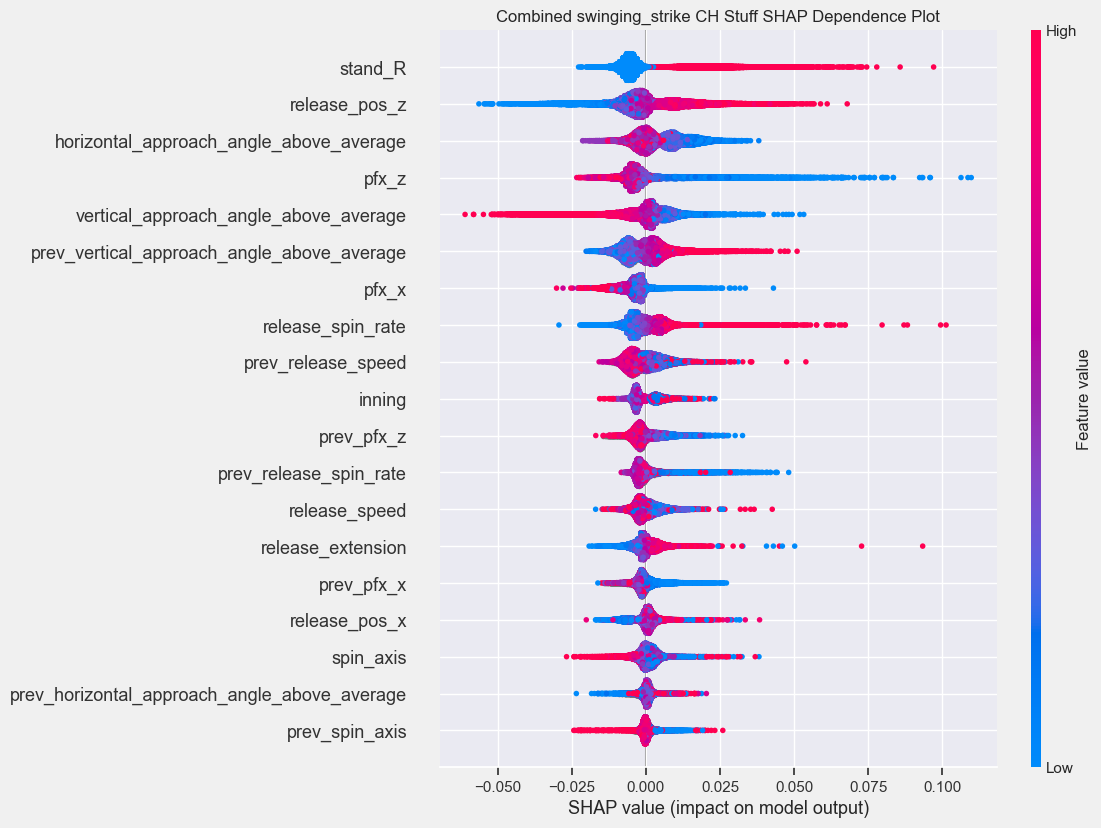 Combined swinging_strike CH Stuff SHAP Dependence Plot
High
stand_R
release_pos_z
horizontal_approach_angle_above_average
pfx_z
vertical_approach_angle_above_average
prev_vertical_approach_angle_above_average
pfx_x
release_spin_rate
prev_release_speed
inning
prev_pfx_z
prev_release_spin_rate
release_speed
release_extension
prev_pfx_x
release_pos_x
spin_axis
prev_horizontal_approach_angle_above_average
prev_spin_axis
Feature value
Low
−0.050 −0.025 0.000 0.025 0.050 0.075 0.100
SHAP value (impact on model output)